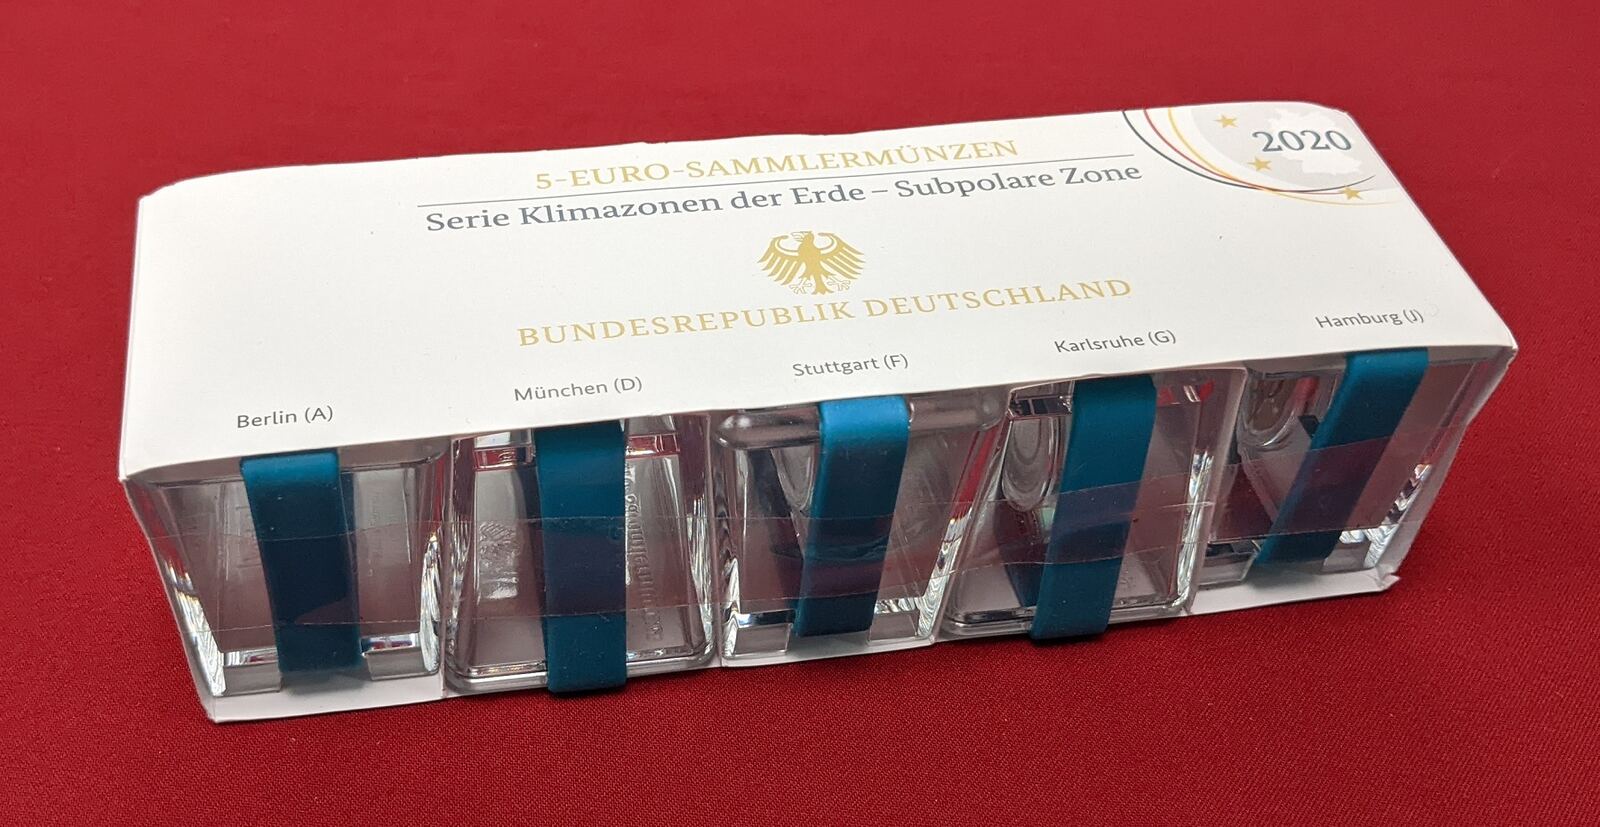 5-EURO-SAMMLERMÜNZEN
Serie Klimazonen der Erde – Subpolare Zone
2020
BUNDESREPUBLIK DEUTSCHLAND
Berlin (A)
München (D)
Stuttgart (F)
Karlsruhe (G)
Hamburg (J)